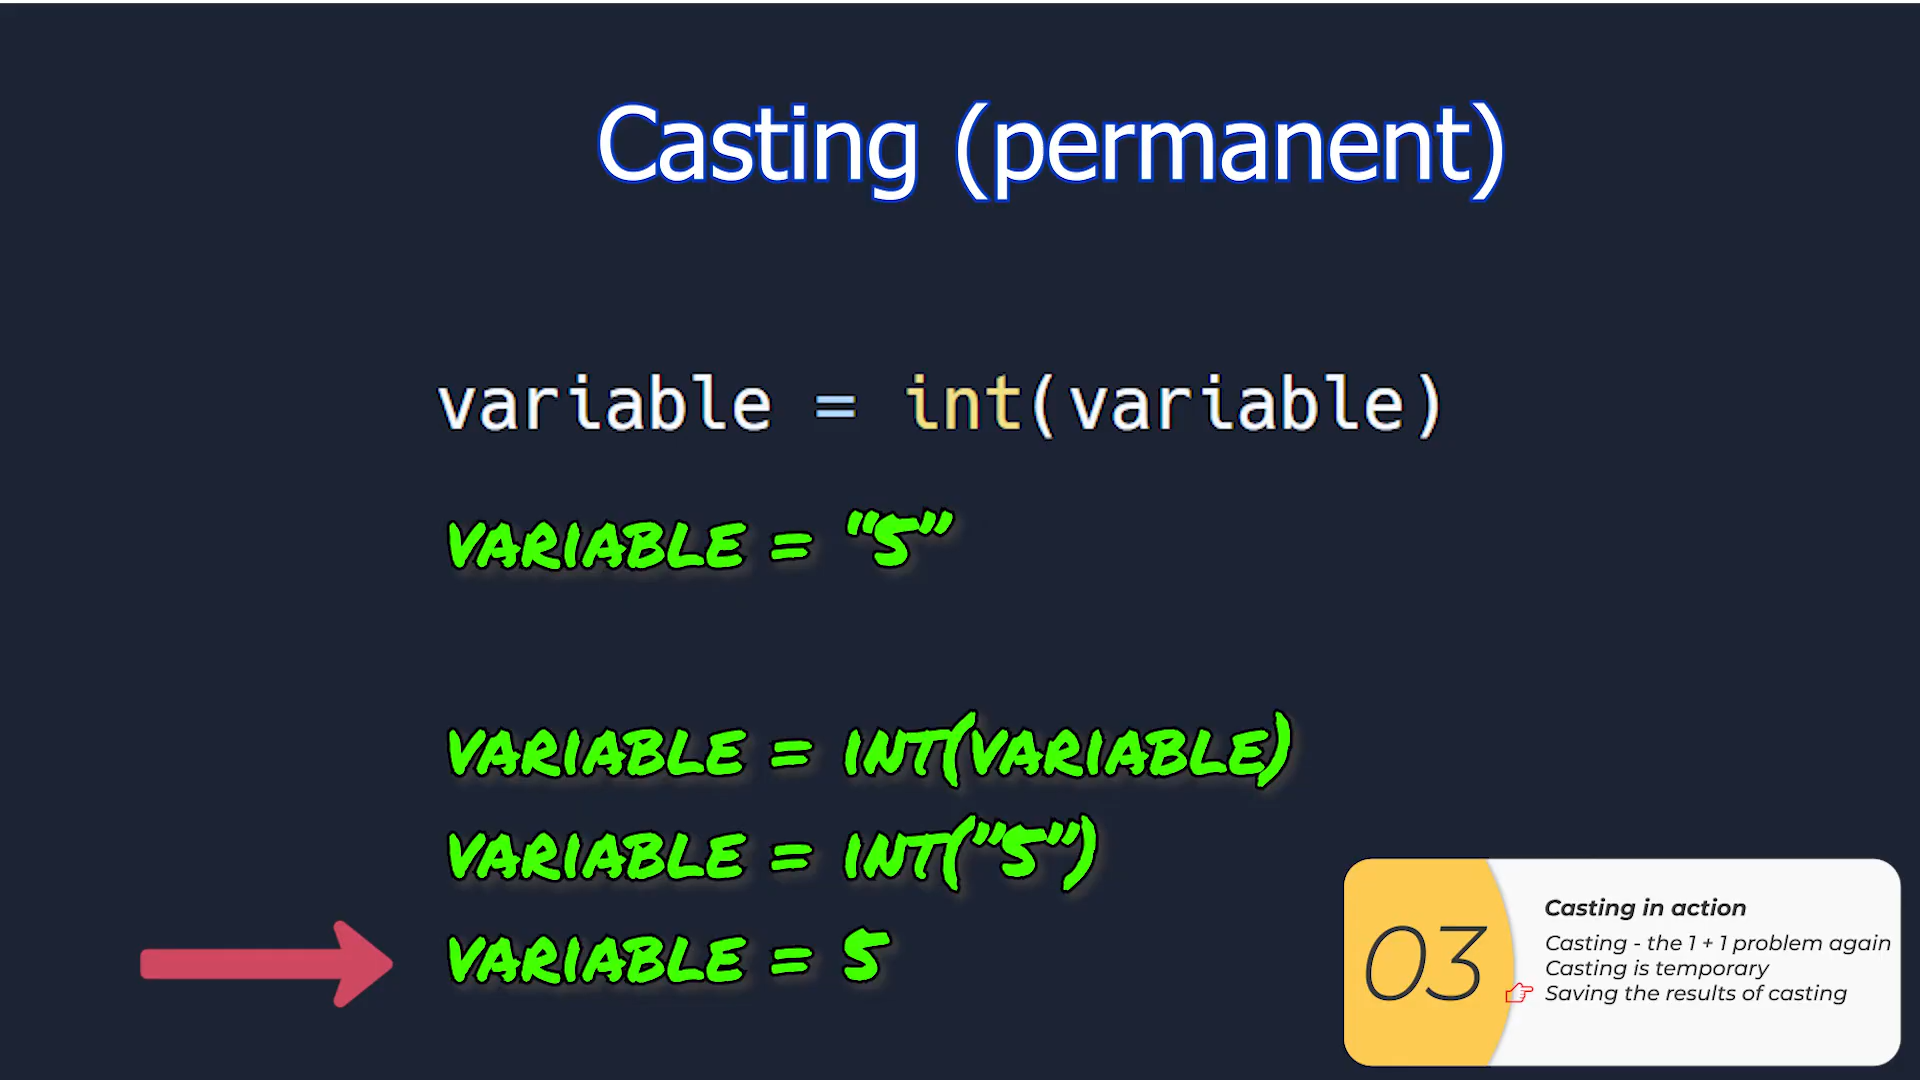 Casting (permanent)
variable = int(variable)
VARIABLE = "5"
VARIABLE = INT(VARIABLE)
VARIABLE = INT("5")
VARIABLE = 5
03
Casting in action
Casting - the 1 + 1 problem again
Casting is temporary
Saving the results of casting